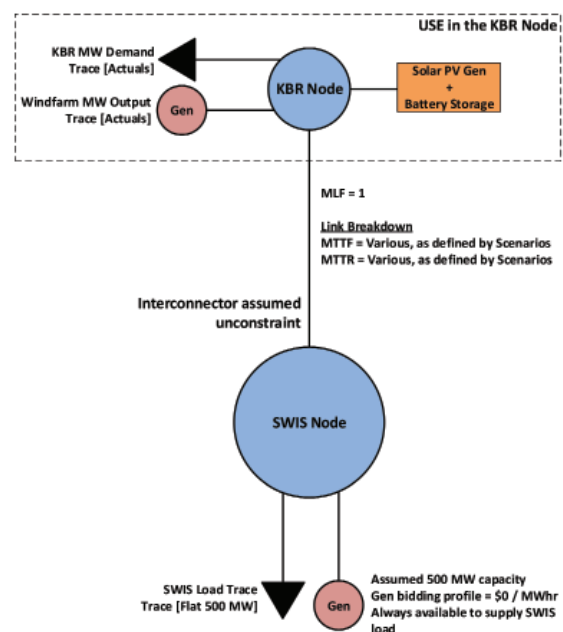 USE in the KBR Node
KBR MW Demand
Trace [Actuals]
KBR Node
Solar PV Gen
+
Battery Storage
Windfarm MW Output
Trace [Actuals]
Gen
MLF = 1
Link Breakdown
MTTF = Various, as defined by Scenarios
MTTR = Various, as defined by Scenarios
Interconnector assumed
unconstraint
SWIS Node
SWIS Load Trace
Trace [Flat 500 MW]
Gen
Assumed 500 MW capacity
Gen bidding profile = $0 / MWhr
Always available to supply SWIS
load